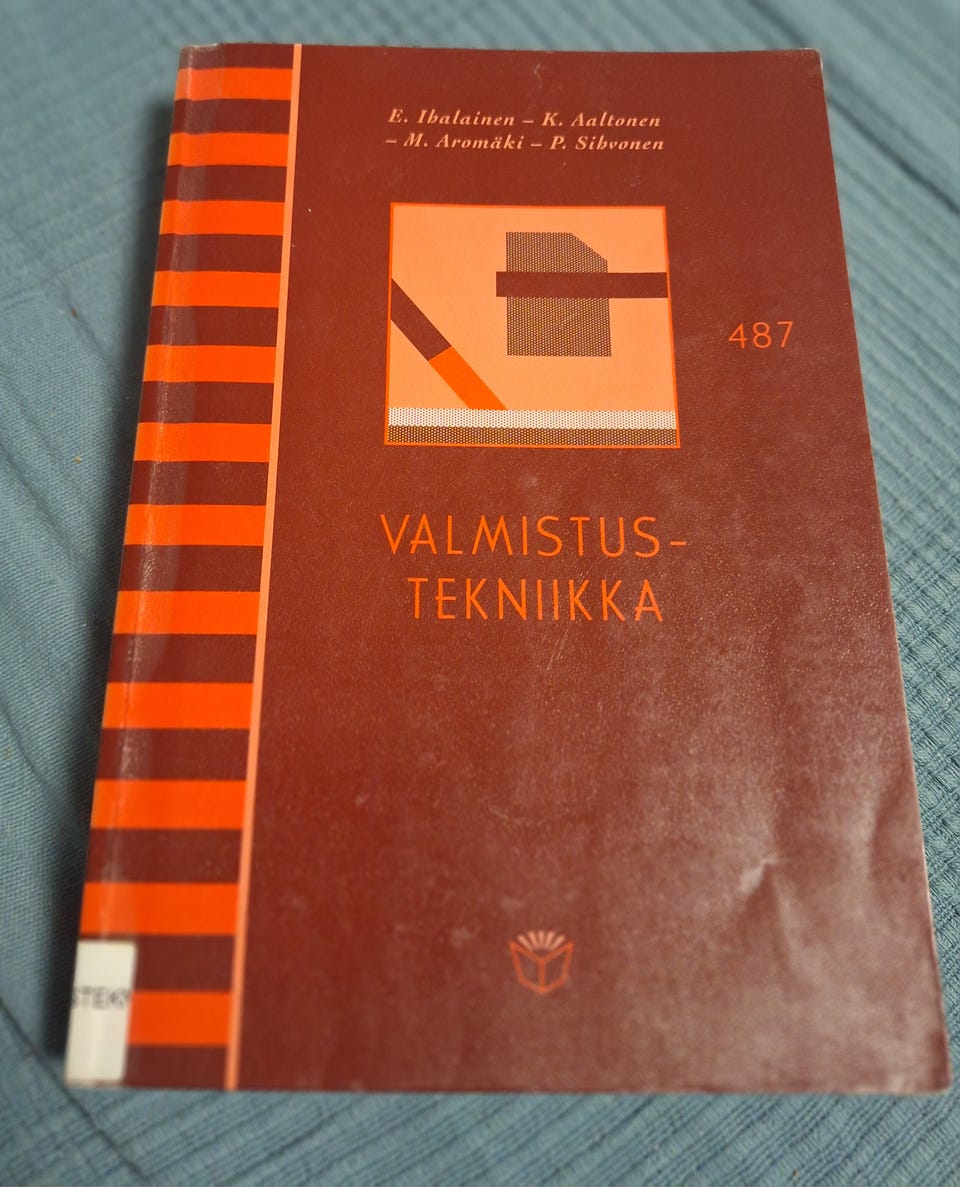 E. Ihalainen – K. Aaltonen
– M. Aromäki – P. Sihvonen
487
VALMISTUS-
TEKNIIKKA